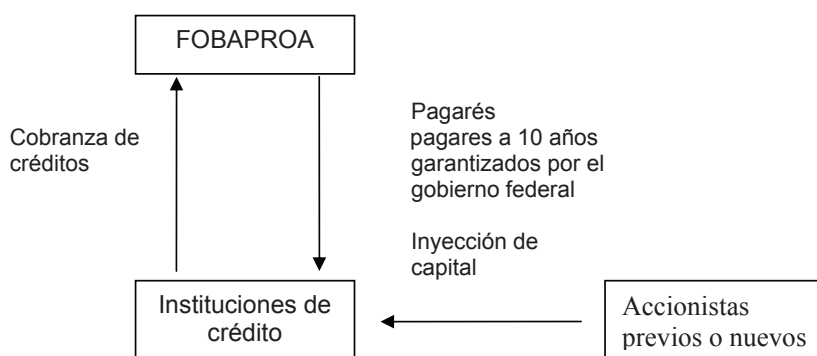 FOBAPROA
Cobranza de
créditos
Pagarés
pagares a 10 años
garantizados por el
gobierno federal
Inyección de
capital
Instituciones de
crédito
Accionistas
previos o nuevos